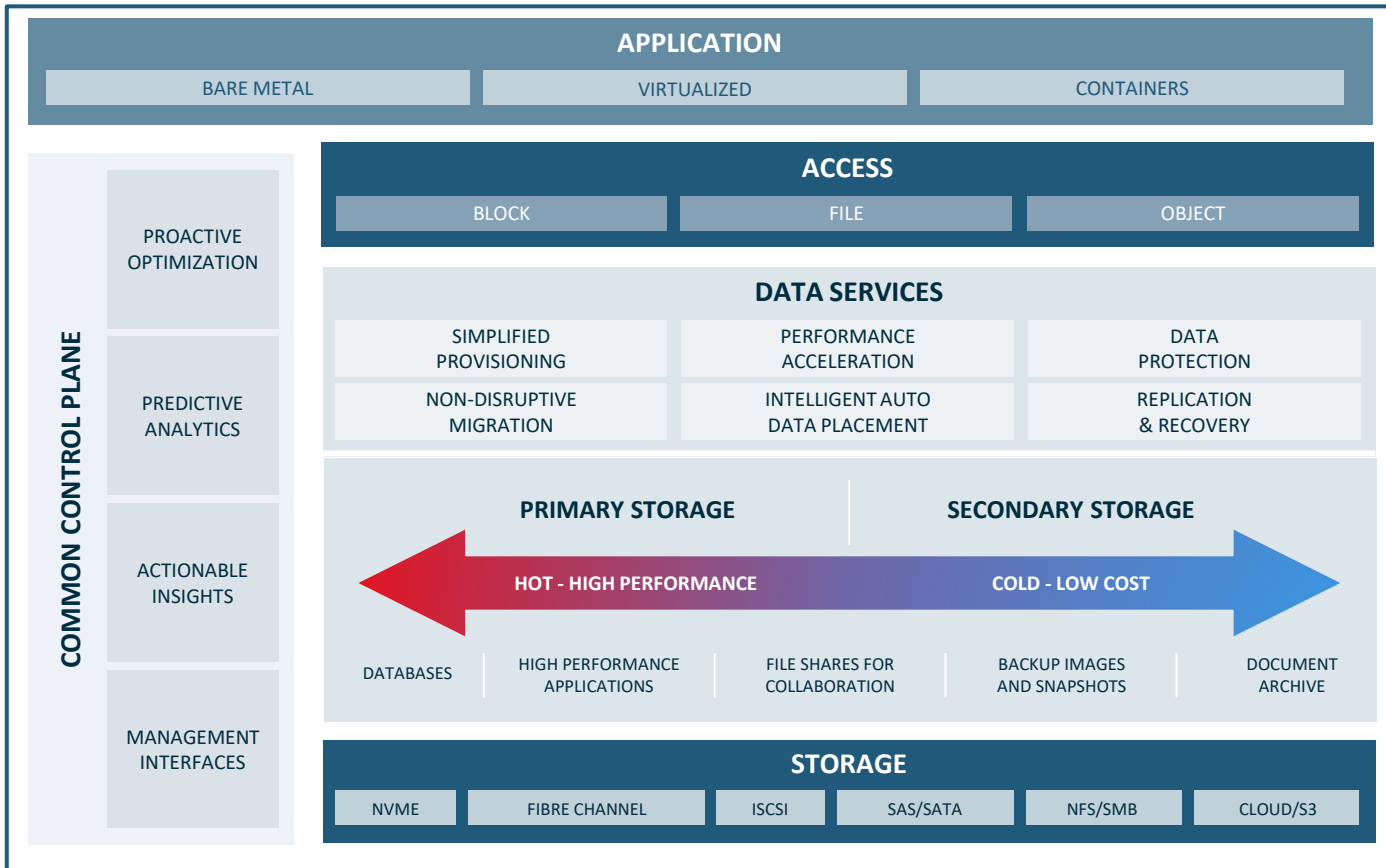 APPLICATION
BARE METAL
VIRTUALIZED
CONTAINERS
COMMON CONTROL PLANE
PROACTIVE
OPTIMIZATION
PREDICTIVE
ANALYTICS
ACTIONABLE
INSIGHTS
MANAGEMENT
INTERFACES
ACCESS
BLOCK
FILE
OBJECT
DATA SERVICES
SIMPLIFIED
PROVISIONING
PERFORMANCE
ACCELERATION
DATA
PROTECTION
NON-DISRUPTIVE
MIGRATION
INTELLIGENT AUTO
DATA PLACEMENT
REPLICATION
& RECOVERY
PRIMARY STORAGE
SECONDARY STORAGE
HOT - HIGH PERFORMANCE
COLD - LOW COST
DATABASES
HIGH PERFORMANCE
APPLICATIONS
FILE SHARES FOR
COLLABORATION
BACKUP IMAGES
AND SNAPSHOTS
DOCUMENT
ARCHIVE
STORAGE
NVME
FIBRE CHANNEL
ISCSI
SAS/SATA
NFS/SMB
CLOUD/S3